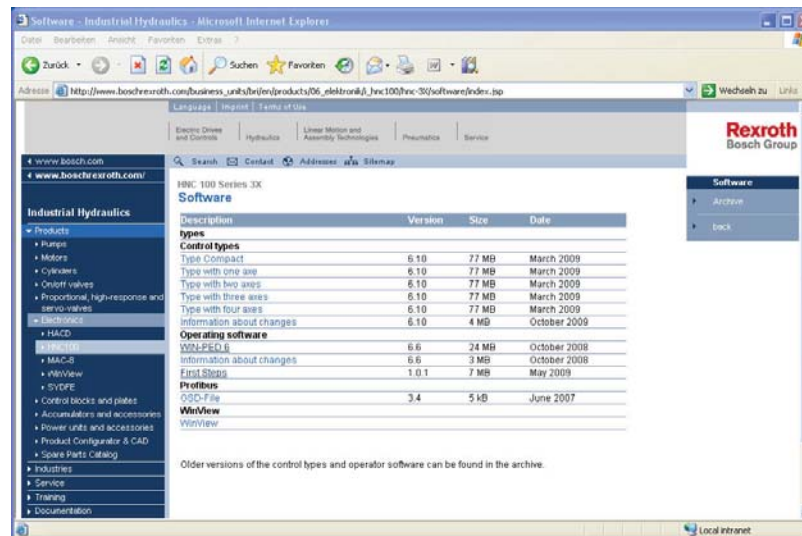 Software - Industrial Hydraulics - Microsoft Internet Explorer
Datei Bearbeiten Ansicht Favoriten Extras ?
Zurück Suchen Favoriten
Adresse http://www.boschrexroth.com/business_units/bri/en/products/06_elektronik/i_hnc100/hnc-3X/software/index.jsp Wechseln zu Links
Language | Imprint | Terms of Use
Electric Drives and Controls | Hydraulics | Linear Motion and Assembly Technologies | Pneumatics | Service
Rexroth
Bosch Group
www.bosch.com
Search Contact Addresses Sitemap
www.boschrexroth.com/
HNC 100 Series 3X
Software
Software
Archive
back
Industrial Hydraulics
Products
Pumps
Motors
Cylinders
On/off valves
Proportional, high-response and servo-valves
Electronics
HACD
HNC100
MAC-8
WinView
SYDFE
Control blocks and plates
Accumulators and accessories
Power units and accessories
Product Configurator & CAD
Spare Parts Catalog
Industries
Service
Training
Documentation
Description Version Size Date
types
Control types
Type Compact 6.10 77 MB March 2009
Type with one axe 6.10 77 MB March 2009
Type with two axes 6.10 77 MB March 2009
Type with three axes 6.10 77 MB March 2009
Type with four axes 6.10 77 MB March 2009
Information about changes 6.10 4 MB October 2009
Operating software
WIN-PED 6 6.6 24 MB October 2008
Information about changes 6.6 3 MB October 2008
First Steps 1.0.1 7 MB May 2009
Profibus
GSD-File 3.4 5 kB June 2007
WinView
WinView
Older versions of the control types and operator software can be found in the archive.
Local intranet